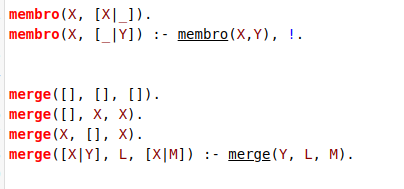 membro(X, [X|_]).
membro(X, [_|Y]) :- membro(X,Y), !.
merge([], [], []).
merge([], X, X).
merge(X, [], X).
merge([X|Y], L, [X|M]) :- merge(Y, L, M).